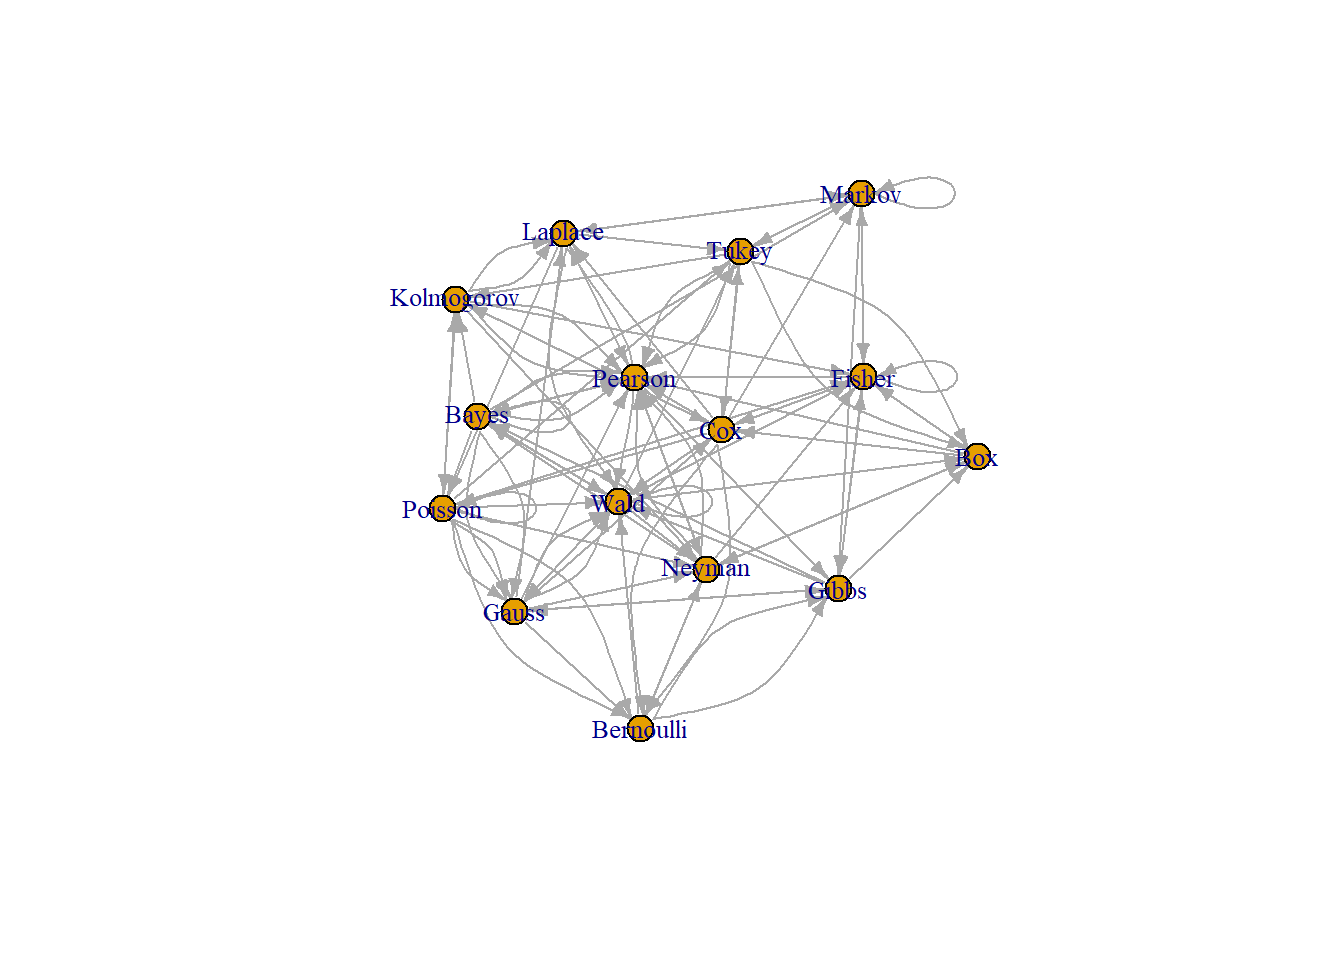 Markov
Laplace
Tukey
Kolmogorov
Pearson
Fisher
Bayes
Cox
Box
Poisson
Wald
Neyman
Gibbs
Gauss
Bernoulli